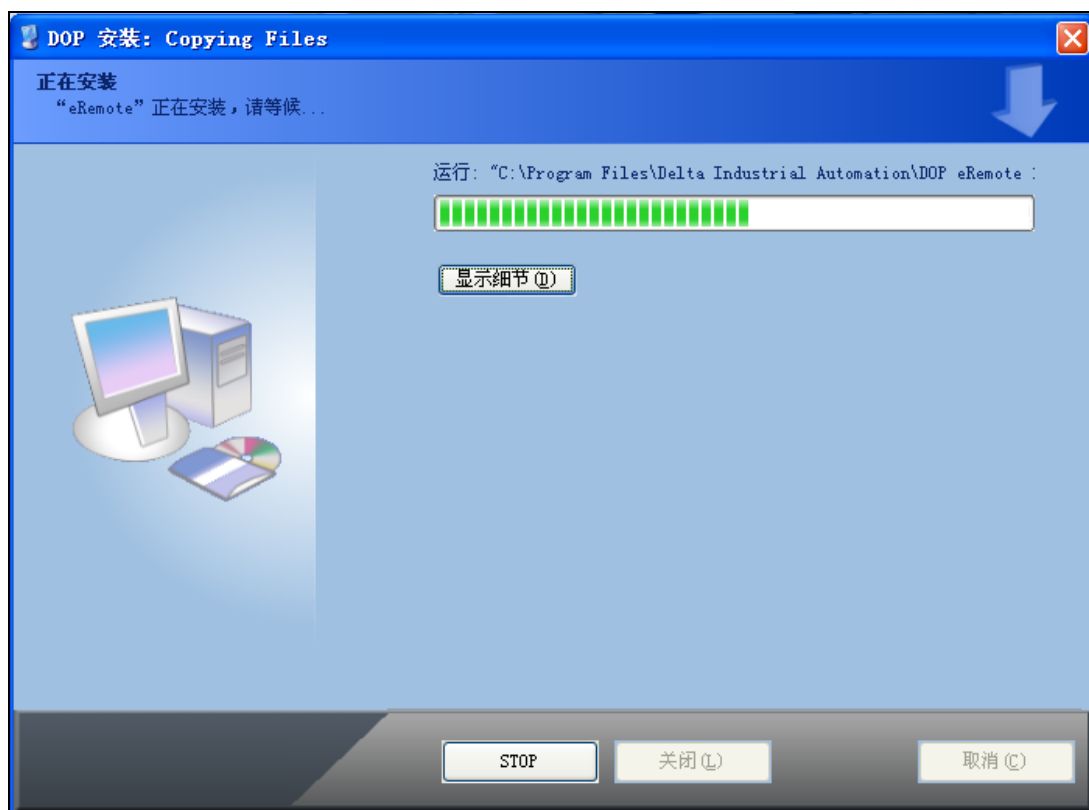 DOP 安装: Copying Files
正在安装
“eRemote”正在安装，请等候...
运行: “C:\Program Files\Delta Industrial Automation\DOP eRemote
显示细节(D)
STOP
关闭(L)
取消(C)